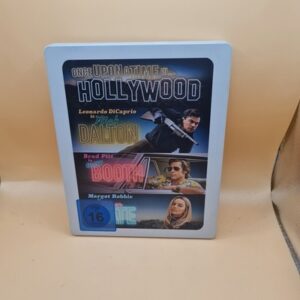 ONCE UPON A TIME IN...
HOLLYWOOD
Leonardo DiCaprio
DALTON
Brad Pitt
BOOTH
Margot Robbie
16